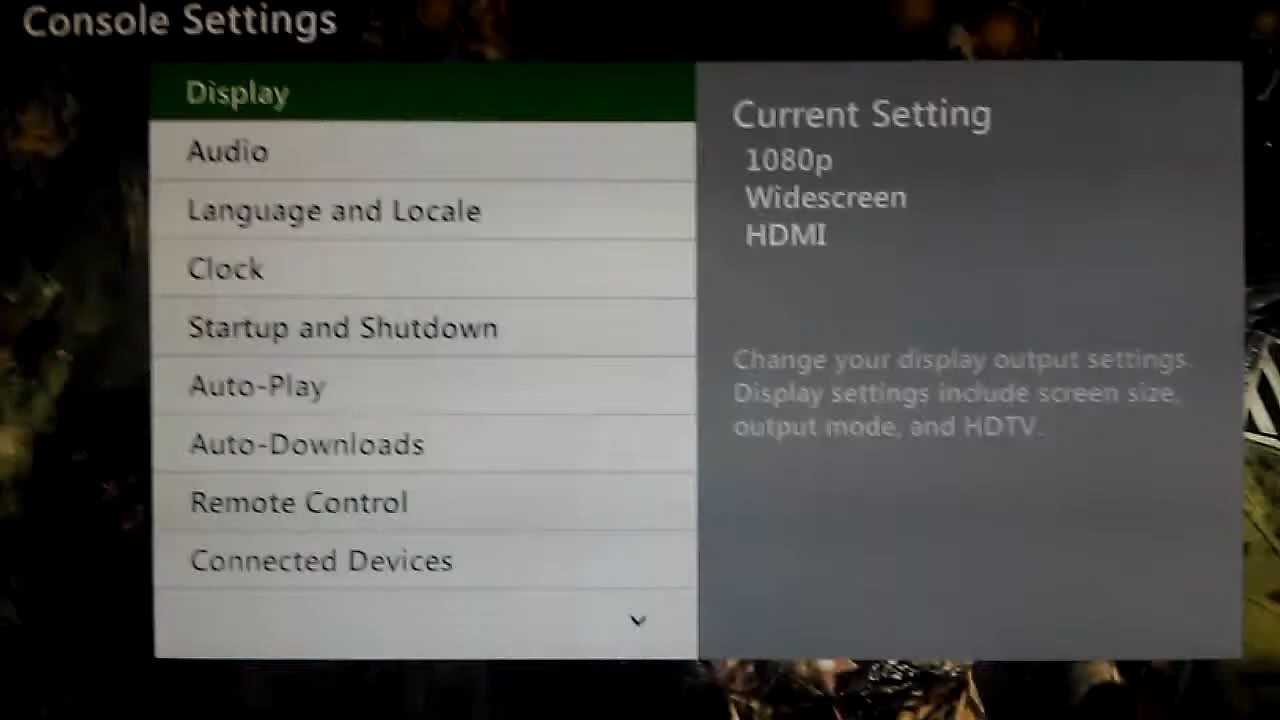 Console Settings
Display
Audio
Language and Locale
Clock
Startup and Shutdown
Auto-Play
Auto-Downloads
Remote Control
Connected Devices
Current Setting
1080p
Widescreen
HDMI
Change your display output settings.
Display settings include screen size,
output mode, and HDTV.